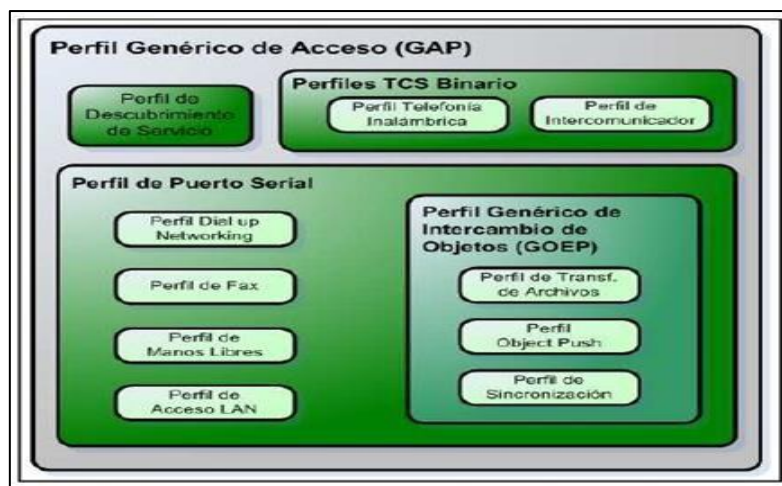 Perfil Genérico de Acceso (GAP)
Perfil de
Descubrimiento
de Servicio
Perfiles TCS Binario
Perfil Telefonía
Inalámbrica
Perfil de
Intercomunicador
Perfil de Puerto Serial
Perfil Dial up
Networking
Perfil de Fax
Perfil de
Manos Libres
Perfil de
Acceso LAN
Perfil Genérico de
Intercambio de
Objetos (GOEP)
Perfil de Transf.
de Archivos
Perfil
Object Push
Perfil de
Sincronización